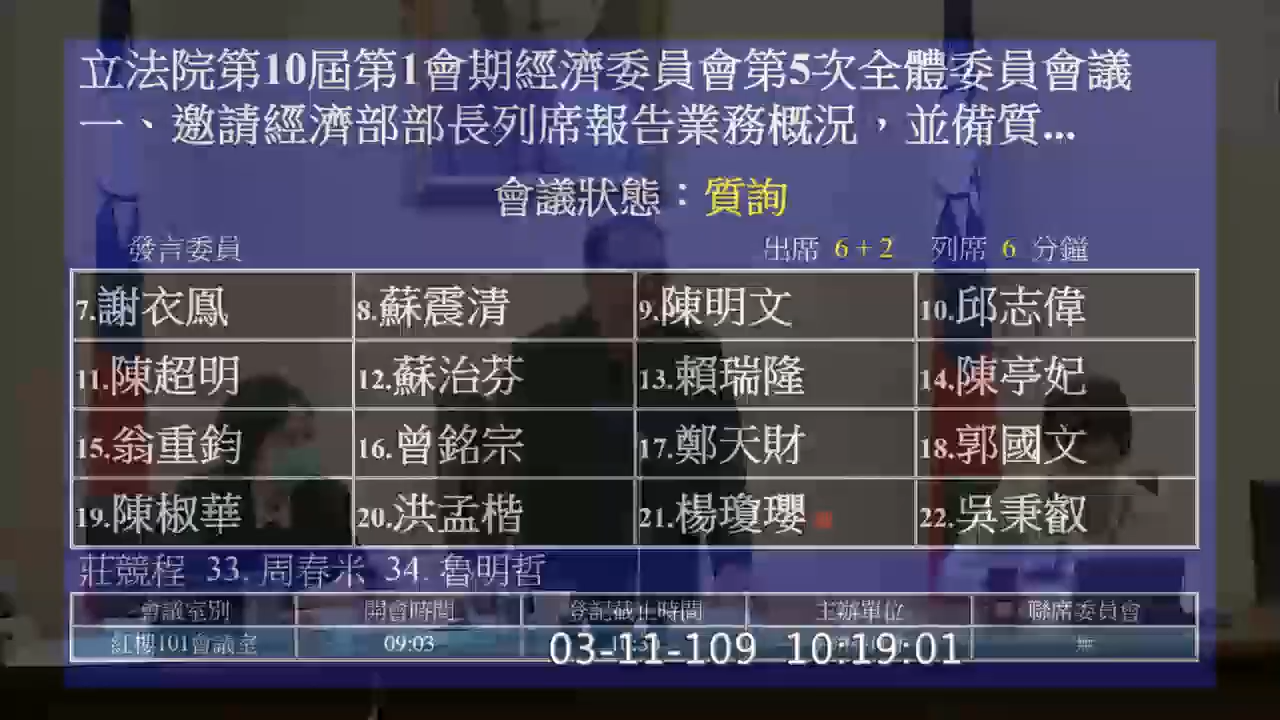 立法院第10屆第1會期經濟委員會第5次全體委員會議
一、邀請經濟部部長列席報告業務概況，並備質...
會議狀態：質詢
發言委員 出席 6+2 列席 6 分鐘
7.謝衣鳳 8.蘇震清 9.陳明文 10.邱志偉
11.陳超明 12.蘇治芬 13.賴瑞隆 14.陳亭妃
15.翁重鈞 16.曾銘宗 17.鄭天財 18.郭國文
19.陳椒華 20.洪孟楷 21.楊瓊瓔 22.吳秉叡
莊競程 33. 周春米 34. 魯明哲
會議室別 開會時間 登記截止時間 主辦單位 聯席委員會
紅樓101會議室 09:03 無
03-11-109 10:19:01